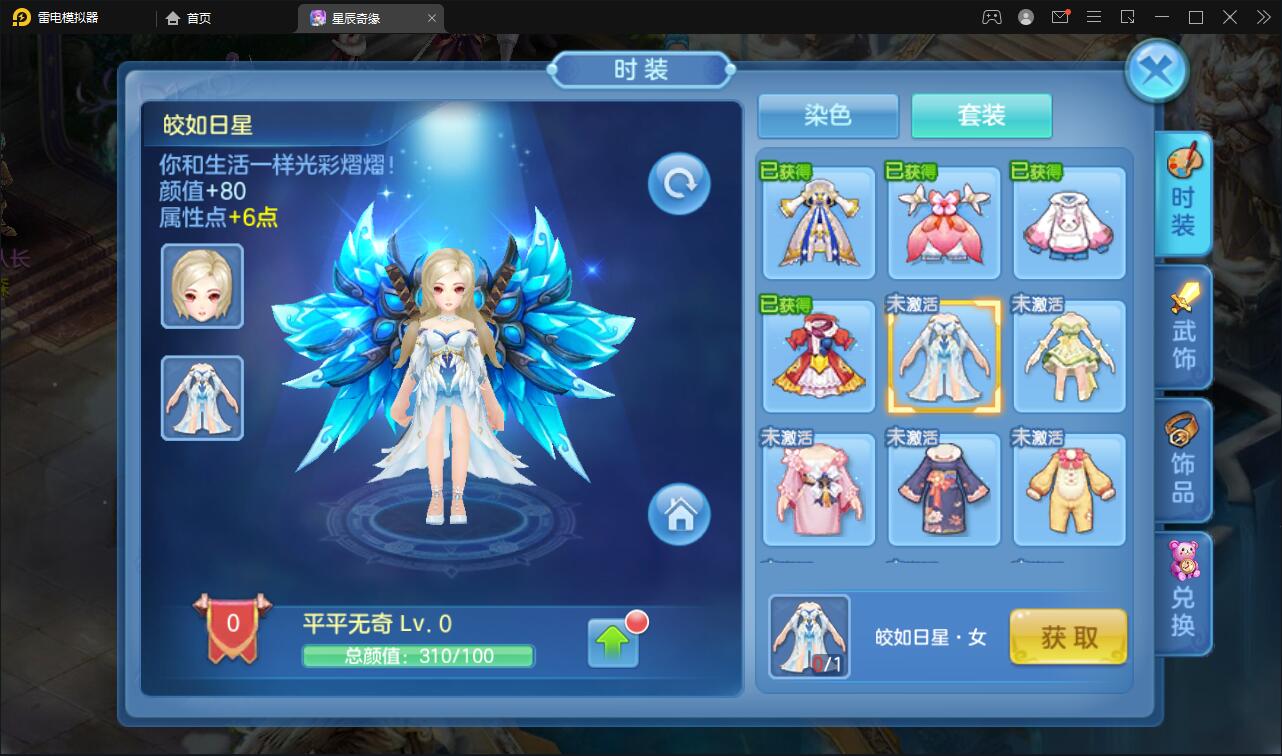 雷电模拟器
首页
星辰奇缘
时装
皎如日星
你和生活一样光彩熠熠!
颜值+80
属性点+6点
染色
套装
已获得
已获得
已获得
已获得
未激活
未激活
未激活
未激活
未激活
时装
武饰
饰品
兑换
队长
0
平平无奇 Lv. 0
总颜值: 310/100
0/1
皎如日星·女
获取